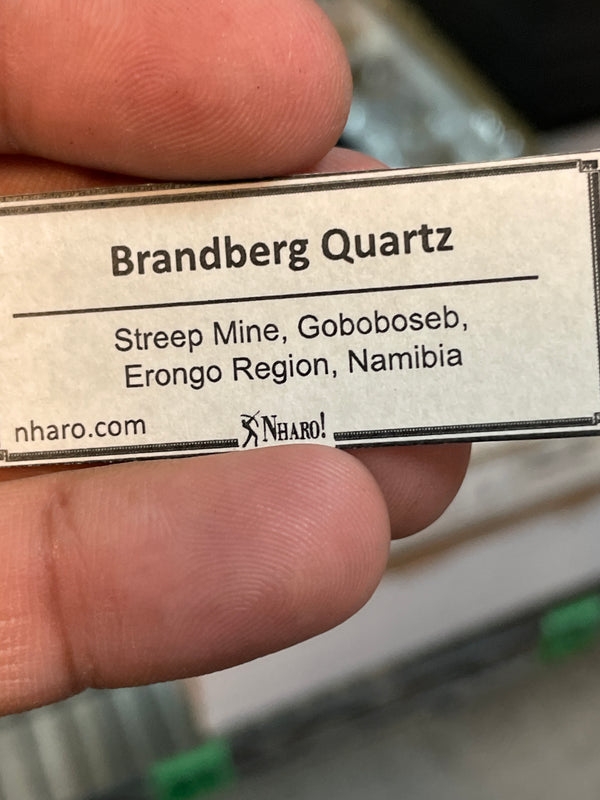 Brandberg Quartz
Streep Mine, Goboboseb,
Erongo Region, Namibia
nharo.com NHARO!